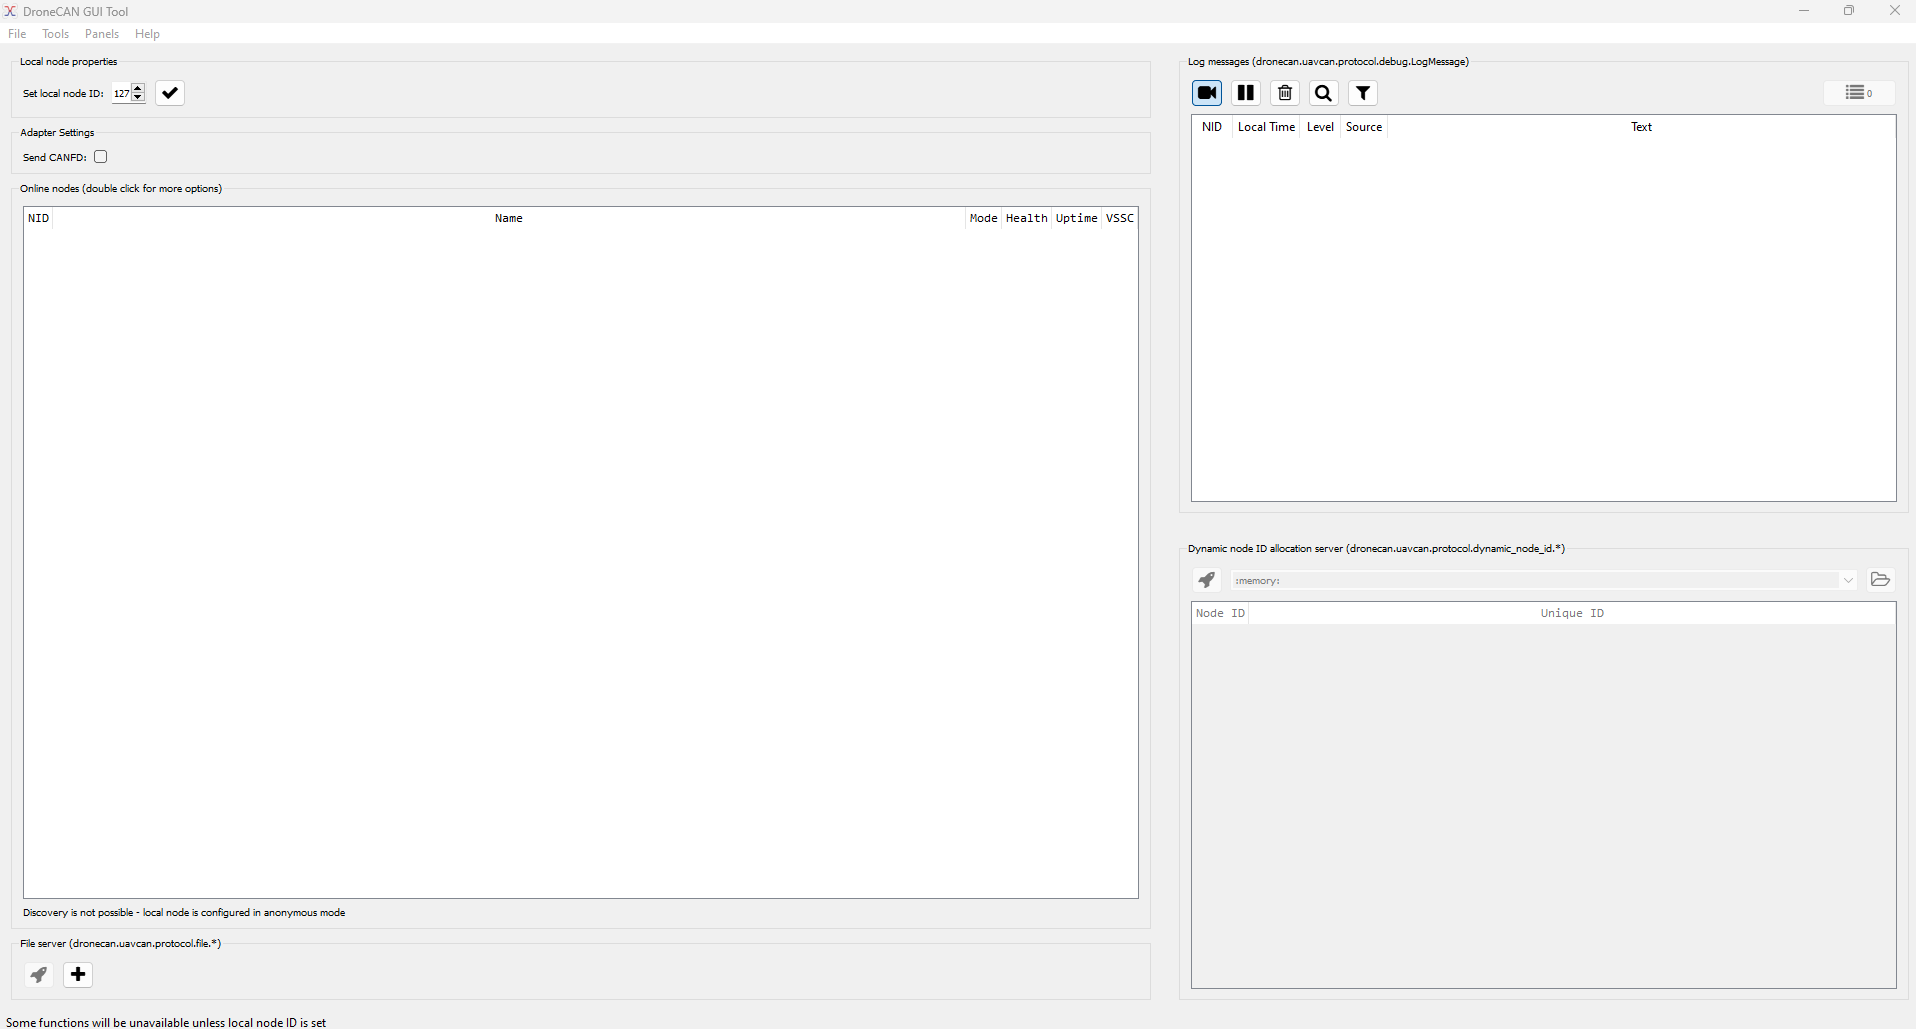 DroneCAN GUI Tool
File Tools Panels Help
Local node properties
Set local node ID: 127
Adapter Settings
Send CANFD:
Online nodes (double click for more options)
NID Name Mode Health Uptime VSSC
Discovery is not possible - local node is configured in anonymous mode
File server (dronecan.uavcan.protocol.file.*)
Log messages (dronecan.uavcan.protocol.debug.LogMessage)
0
NID Local Time Level Source Text
Dynamic node ID allocation server (dronecan.uavcan.protocol.dynamic_node_id.*)
:memory:
Node ID Unique ID
Some functions will be unavailable unless local node ID is set